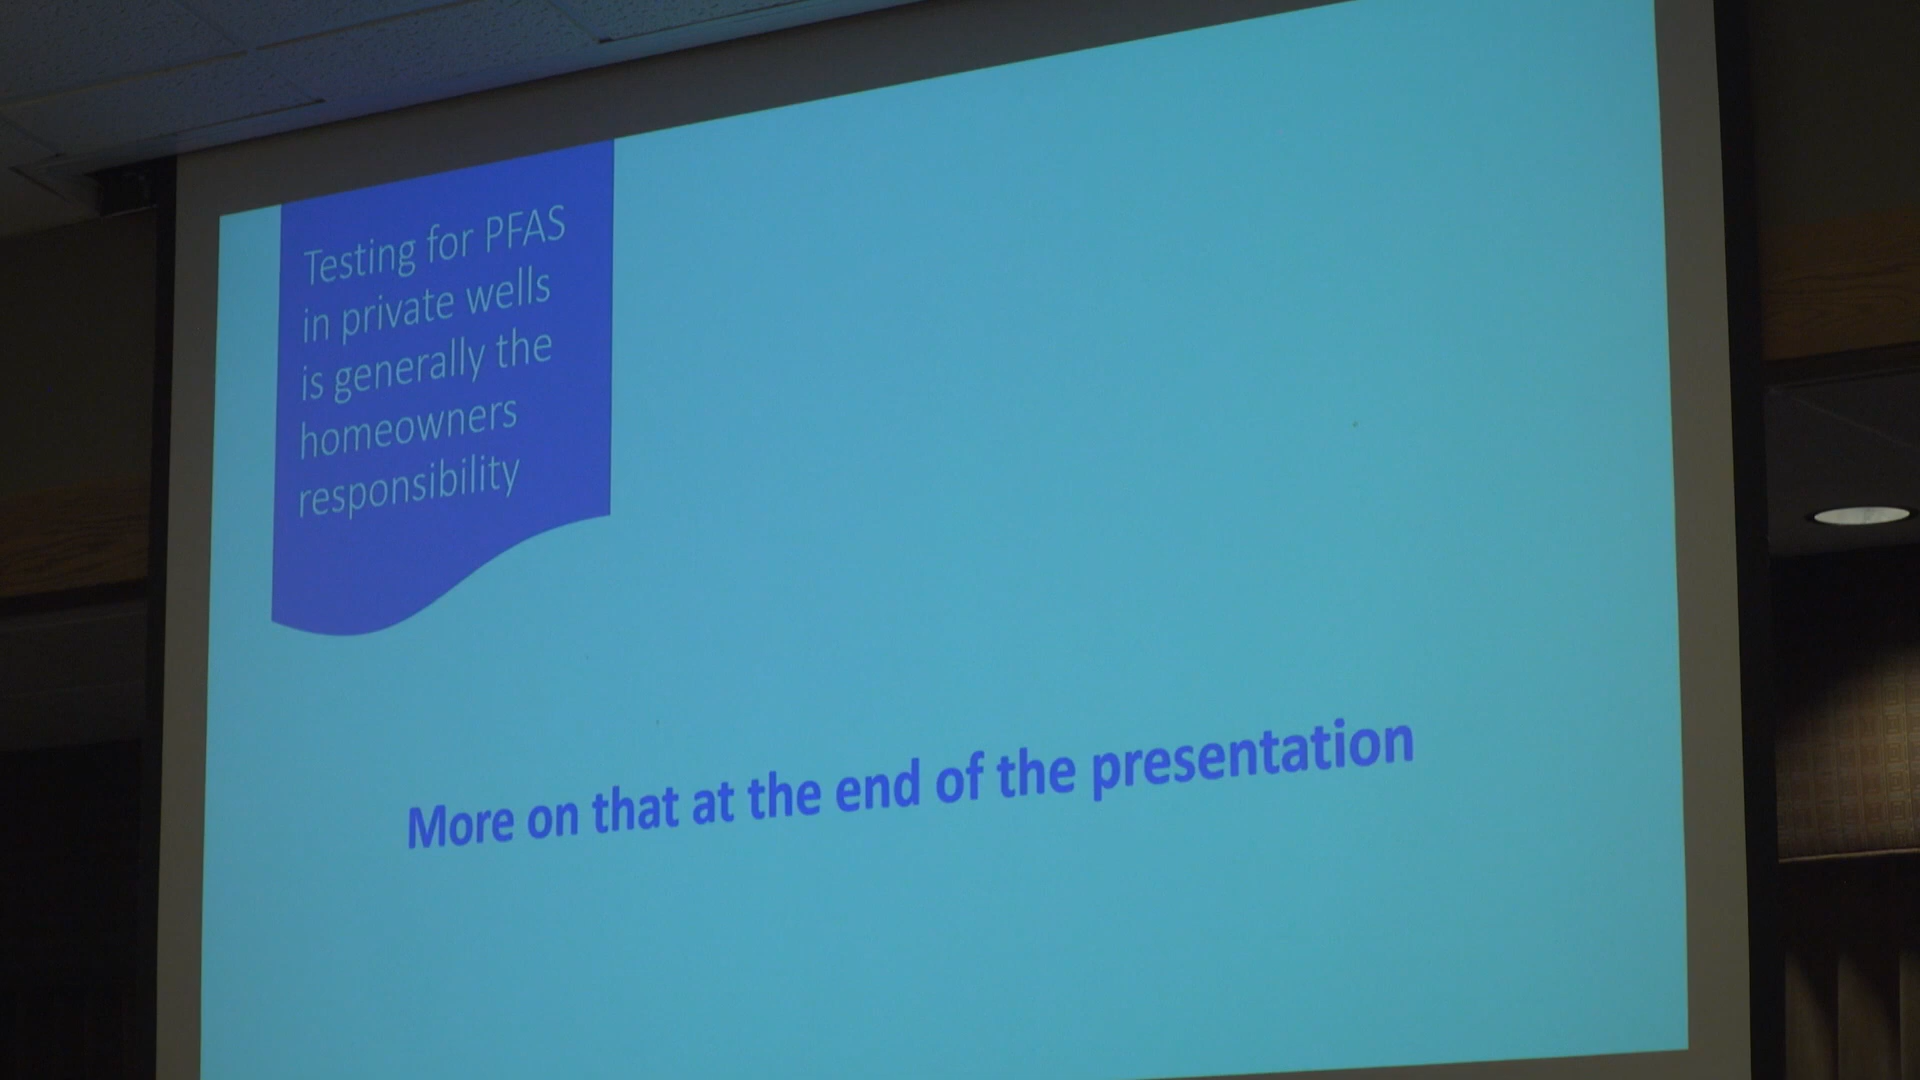 Testing for PFAS
in private wells
is generally the
homeowners
responsibility
More on that at the end of the presentation